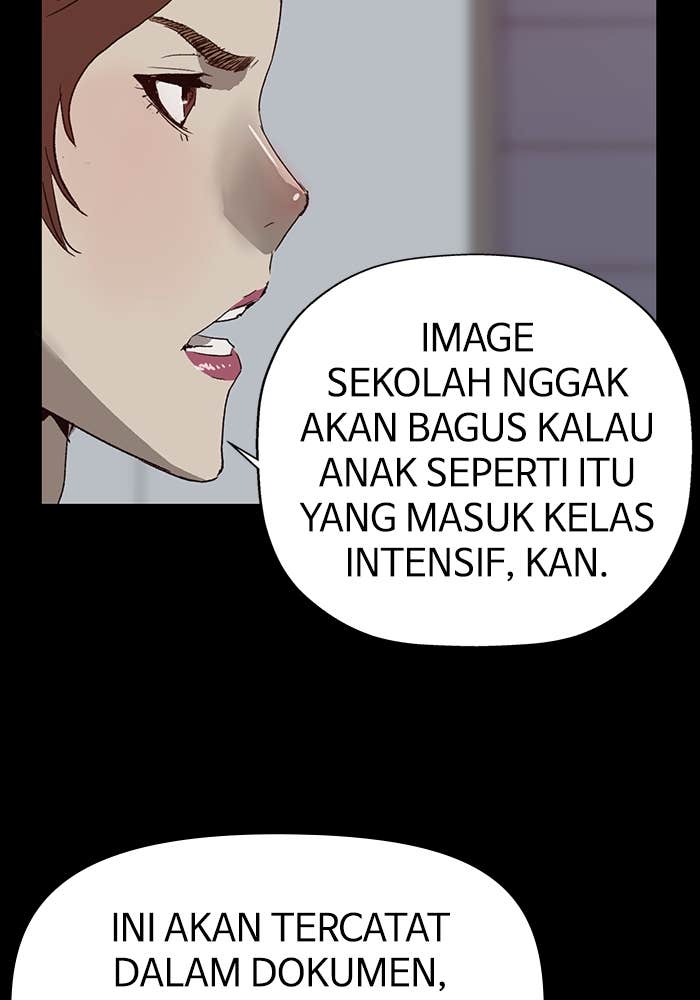 IMAGE
SEKOLAH NGGAK
AKAN BAGUS KALAU
ANAK SEPERTI ITU
YANG MASUK KELAS
INTENSIF, KAN.
INI AKAN TERCATAT
DALAM DOKUMEN,